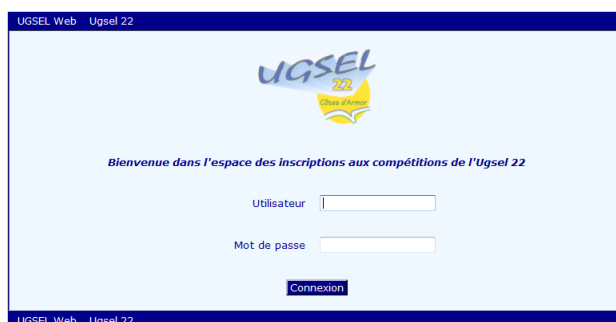 UGSEL Web Ugsel 22
UGSEL
22
Côtes d'Armor
Bienvenue dans l'espace des inscriptions aux compétitions de l'Ugsel 22
Utilisateur
Mot de passe
Connexion
UGSEL Web Ugsel 22